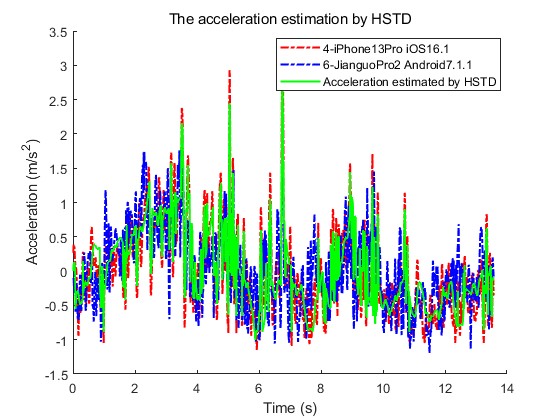 The acceleration estimation by HSTD
4-iPhone13Pro iOS16.1
6-JianguoPro2 Android7.1.1
Acceleration estimated by HSTD
Acceleration (m/s²)
3.5
3
2.5
2
1.5
1
0.5
0
-0.5
-1
-1.5
0 2 4 6 8 10 12 14
Time (s)